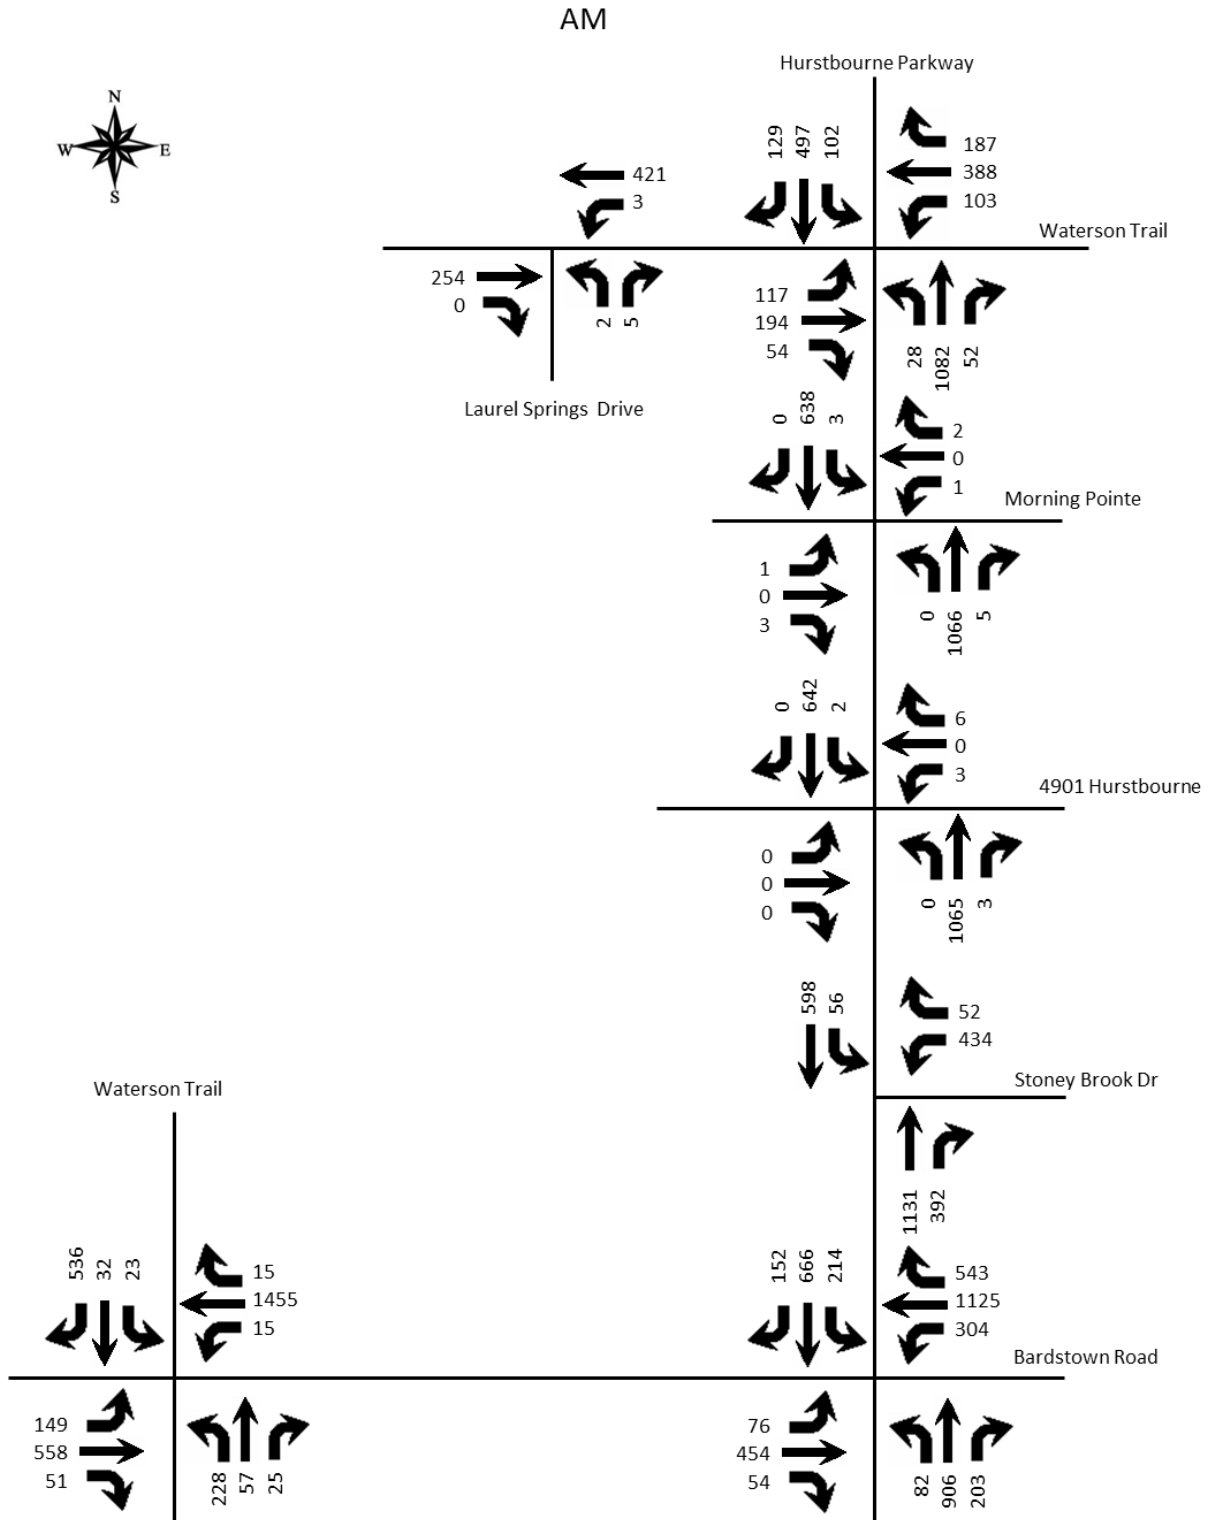 AM
Hurstbourne Parkway
N
W E
S
129 497 102
187
388
103
421
3
Waterson Trail
254
0
2 5
117
194
54
28 1082 52
Laurel Springs Drive
0 638 3
2
0
1
Morning Pointe
1
0
3
0 1066 5
0 642 2
6
0
3
4901 Hurstbourne
0
0
0
0 1065 3
598 56
52
434
Stoney Brook Dr
1131 392
Waterson Trail
536 32 23
15
1455
15
152 666 214
543
1125
304
Bardstown Road
149
558
51
228 57 25
76
454
54
82 906 203